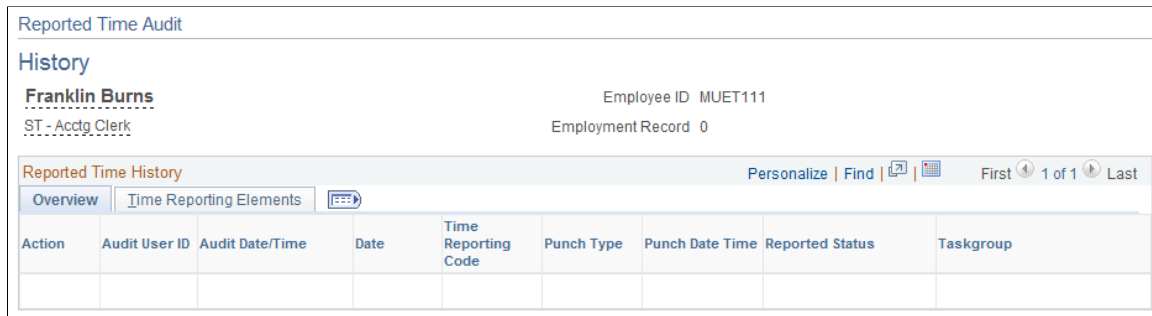 Reported Time Audit
History
Franklin Burns Employee ID MUET111
ST - Acctg Clerk Employment Record 0
Reported Time History Personalize | Find | | First 1 of 1 Last
Overview Time Reporting Elements
Action Audit User ID Audit Date/Time Date Time Reporting Code Punch Type Punch Date Time Reported Status Taskgroup